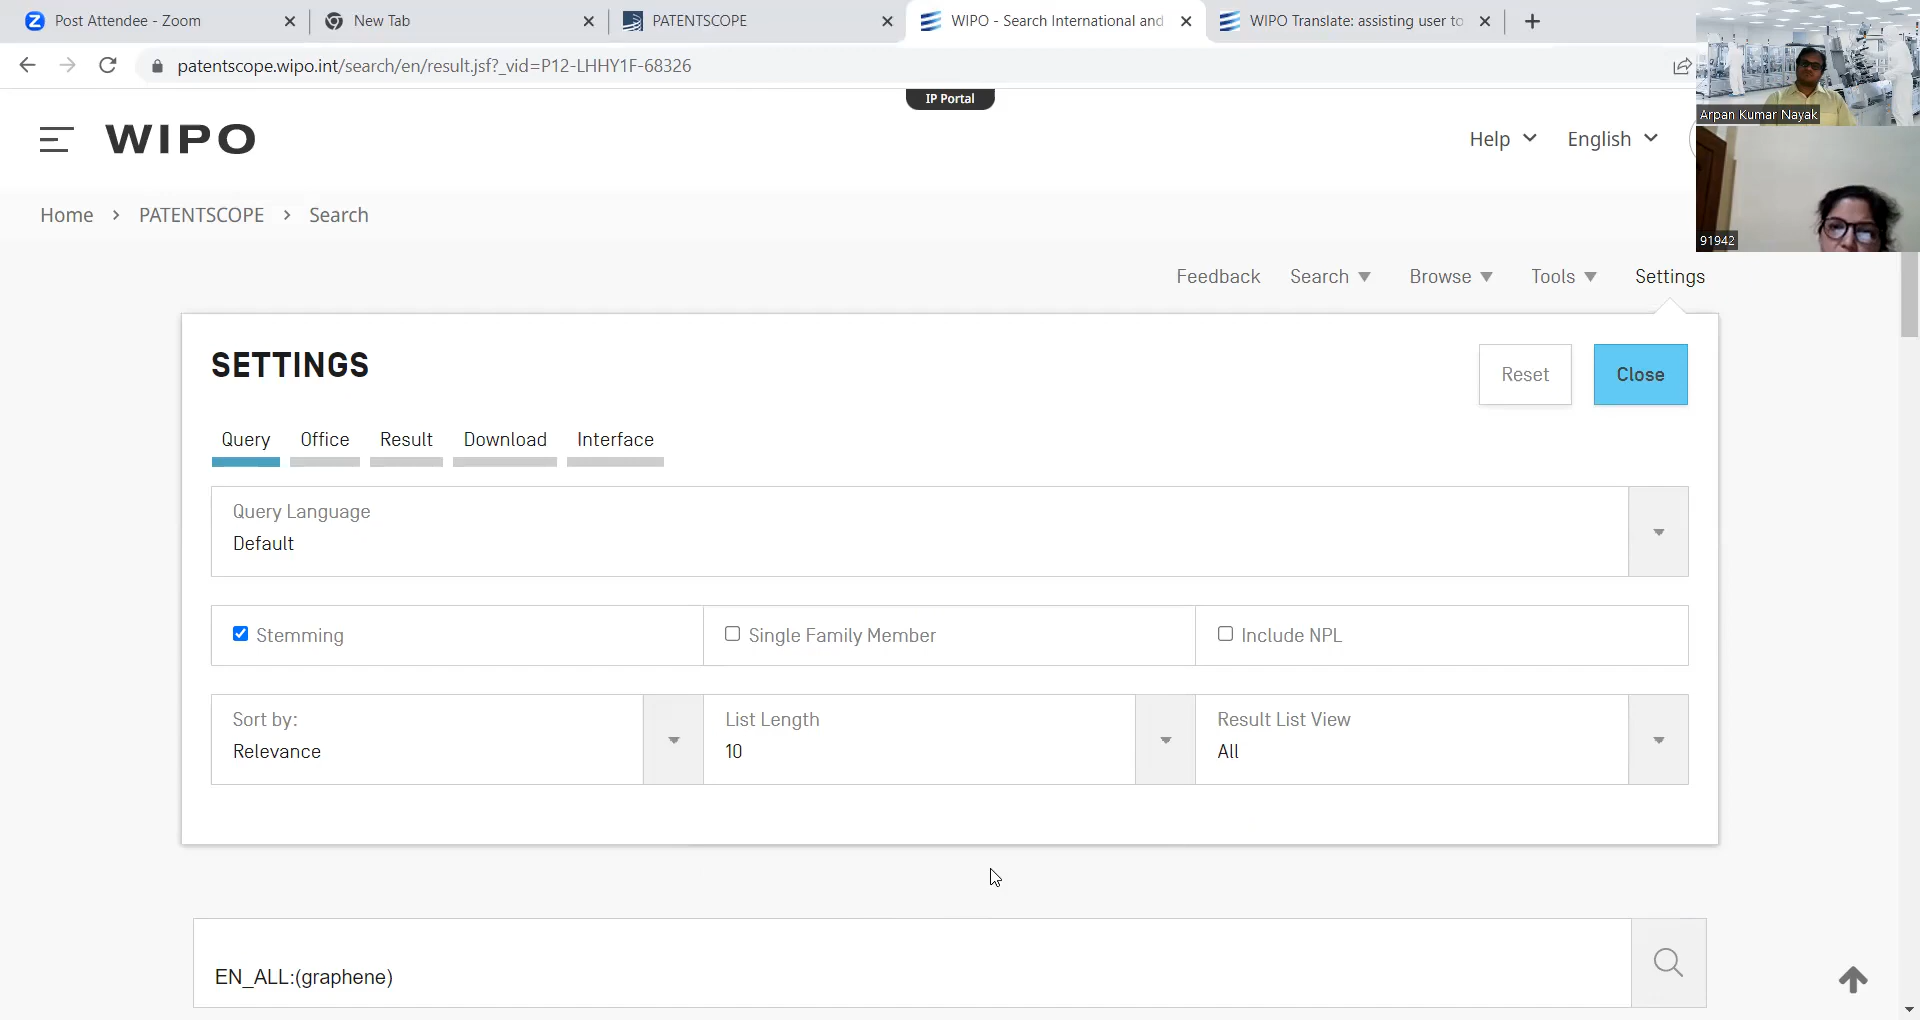 Post Attendee - Zoom
New Tab
PATENTSCOPE
WIPO - Search International and
WIPO Translate: assisting user to
patentscope.wipo.int/search/en/result.jsf?_vid=P12-LHHY1F-68326
Arpan Kumar Nayak
IP Portal
WIPO
Help
English
91942
Home > PATENTSCOPE > Search
Feedback Search Browse Tools Settings
SETTINGS
Reset
Close
Query Office Result Download Interface
Query Language
Default
Stemming
Single Family Member
Include NPL
Sort by:
Relevance
List Length
10
Result List View
All
EN_ALL:(graphene)